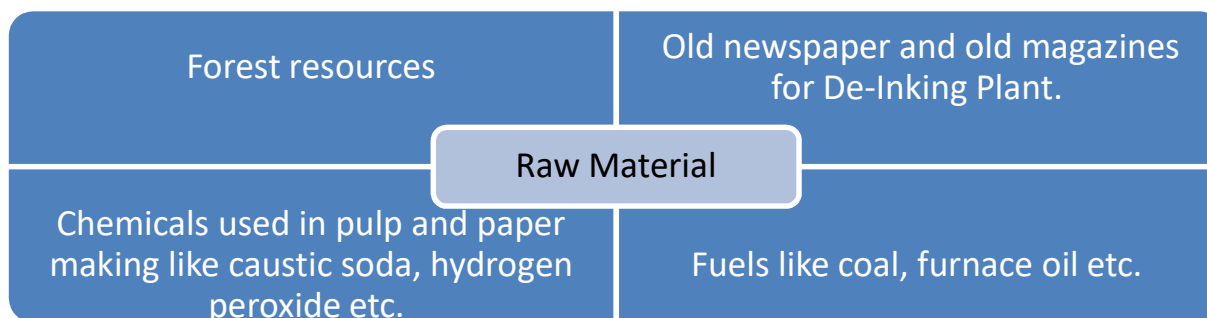 Forest resources
Old newspaper and old magazines
for De-Inking Plant.
Raw Material
Chemicals used in pulp and paper
making like caustic soda, hydrogen
peroxide etc.
Fuels like coal, furnace oil etc.